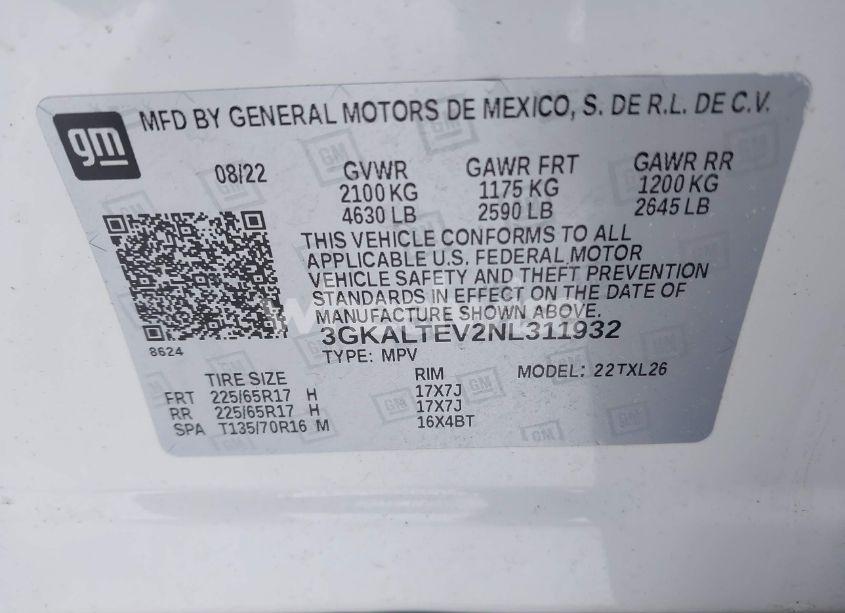 gm MFD BY GENERAL MOTORS DE MEXICO, S. DE R.L. DE C.V.
08/22 GVWR GAWR FRT GAWR RR
2100 KG 1175 KG 1200 KG
4630 LB 2590 LB 2645 LB
THIS VEHICLE CONFORMS TO ALL
APPLICABLE U.S. FEDERAL MOTOR
VEHICLE SAFETY AND THEFT PREVENTION
STANDARDS IN EFFECT ON THE DATE OF
MANUFACTURE SHOWN ABOVE.
8624 3GKALTEV2NL311932
TYPE: MPV
TIRE SIZE RIM MODEL: 22TXL26
FRT 225/65R17 H 17X7J
RR 225/65R17 H 17X7J
SPA T135/70R16 M 16X4BT